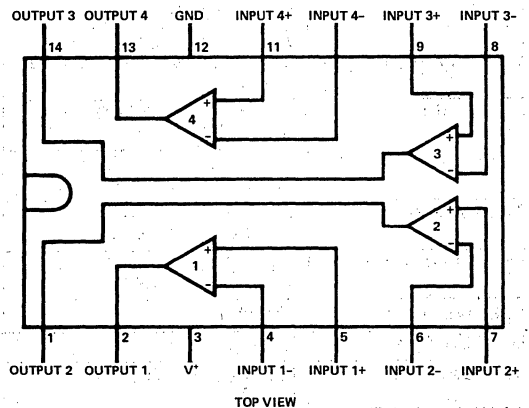 OUTPUT 3 OUTPUT 4 GND INPUT 4+ INPUT 4– INPUT 3+ INPUT 3–
14 13 12 11 9 8
+
4
–
+
3
–
+
2
–
+
1
–
1 2 3 4 5 6 7
OUTPUT 2 OUTPUT 1. V+ INPUT 1– INPUT 1+ INPUT 2– INPUT 2+
TOP VIEW